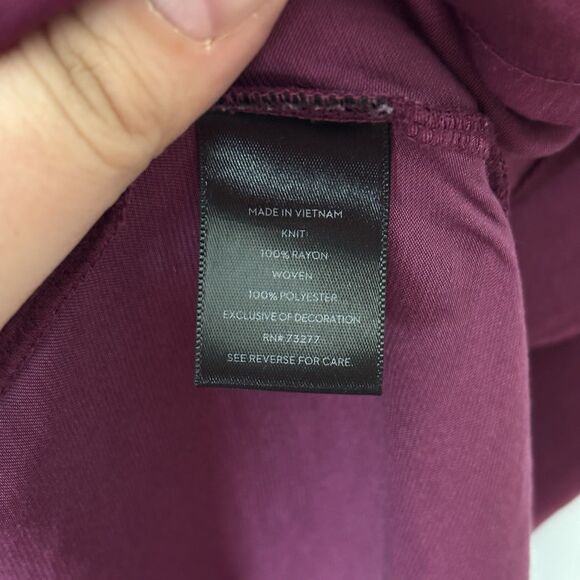 MADE IN VIETNAM
KNIT:
100% RAYON
WOVEN
100% POLYESTER
EXCLUSIVE OF DECORATION
RN# 73277
SEE REVERSE FOR CARE.